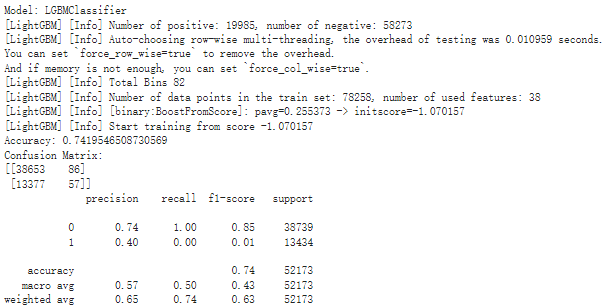 Model: LGBMClassifier
[LightGBM] [Info] Number of positive: 19985, number of negative: 58273
[LightGBM] [Info] Auto-choosing row-wise multi-threading, the overhead of testing was 0.010959 seconds.
You can set `force_row_wise=true` to remove the overhead.
And if memory is not enough, you can set `force_col_wise=true`.
[LightGBM] [Info] Total Bins 82
[LightGBM] [Info] Number of data points in the train set: 78258, number of used features: 38
[LightGBM] [Info] [binary:BoostFromScore]: pavg=0.255373 -> initscore=-1.070157
[LightGBM] [Info] Start training from score -1.070157
Accuracy: 0.7419546508730569
Confusion Matrix:
[[38653    86]
 [13377    57]]
              precision    recall  f1-score   support
           0       0.74      1.00      0.85     38739
           1       0.40      0.00      0.01     13434
    accuracy                           0.74     52173
   macro avg       0.57      0.50      0.43     52173
weighted avg       0.65      0.74      0.63     52173